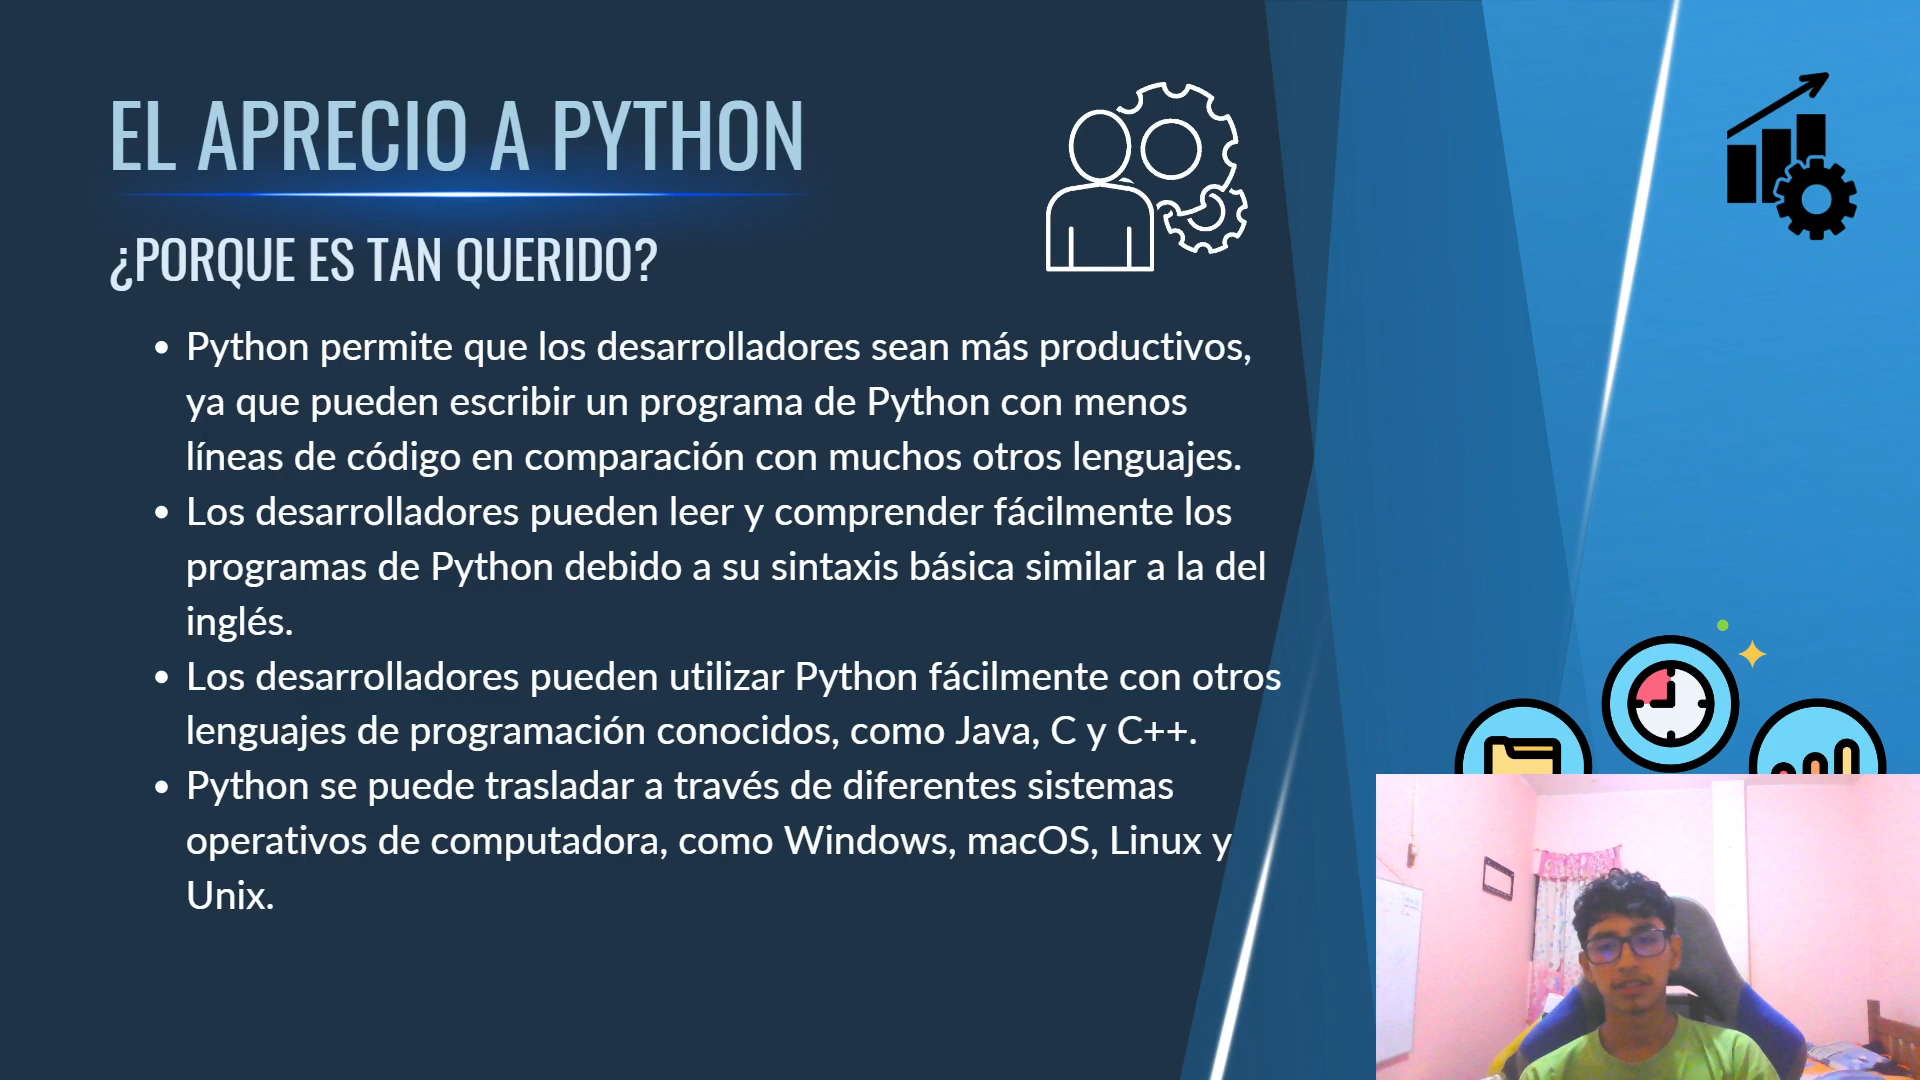 EL APRECIO A PYTHON
¿PORQUE ES TAN QUERIDO?
• Python permite que los desarrolladores sean más productivos,
ya que pueden escribir un programa de Python con menos
líneas de código en comparación con muchos otros lenguajes.
• Los desarrolladores pueden leer y comprender fácilmente los
programas de Python debido a su sintaxis básica similar a la del
inglés.
• Los desarrolladores pueden utilizar Python fácilmente con otros
lenguajes de programación conocidos, como Java, C y C++.
• Python se puede trasladar a través de diferentes sistemas
operativos de computadora, como Windows, macOS, Linux y
Unix.